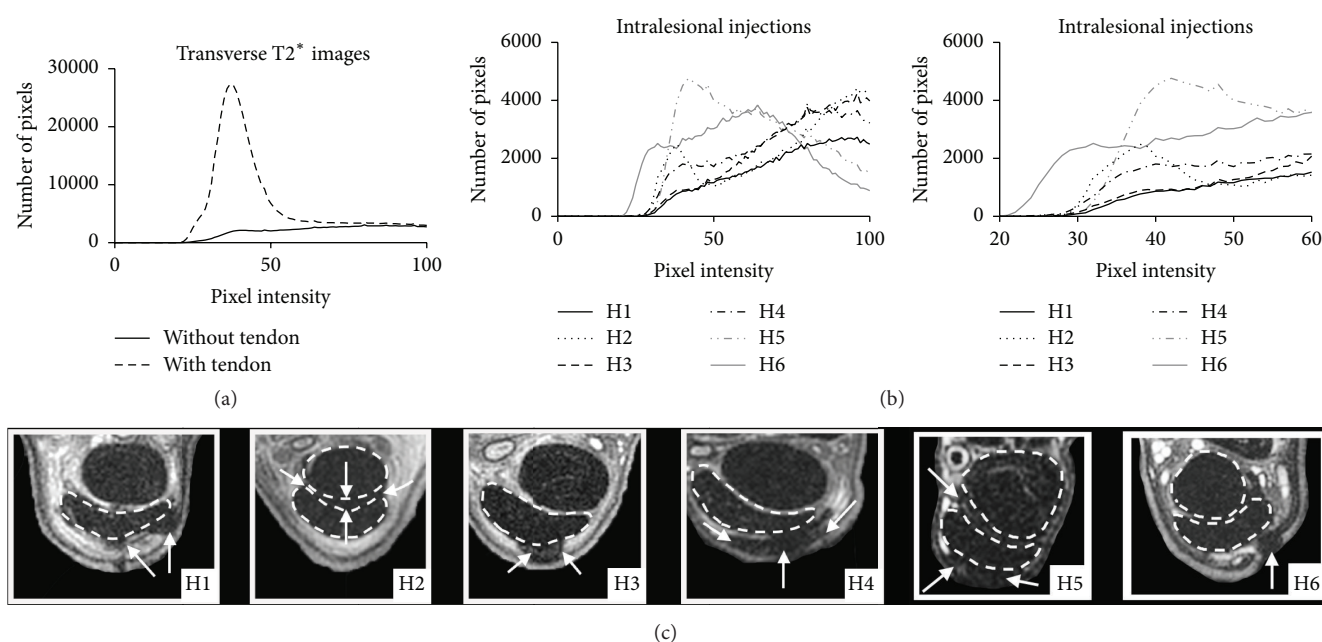 Transverse T2* images
Number of pixels
30000
20000
10000
0
0
50
100
Pixel intensity
Without tendon
With tendon
(a)
Intralesional injections
Number of pixels
6000
4000
2000
0
0
50
100
Pixel intensity
H1
H2
H3
H4
H5
H6
Intralesional injections
Number of pixels
6000
4000
2000
0
20
30
40
50
60
Pixel intensity
H1
H2
H3
H4
H5
H6
(b)
H1
H2
H3
H4
H5
H6
(c)